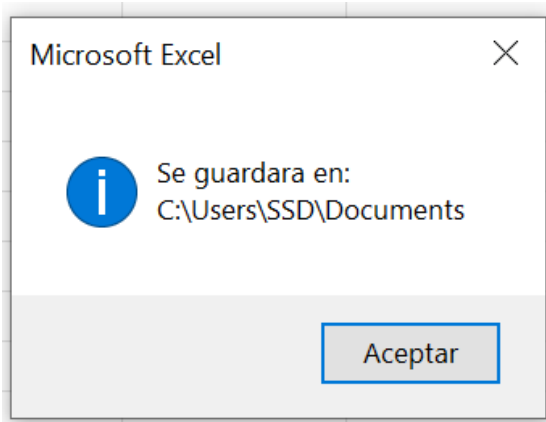 Microsoft Excel
Se guardara en:
C:\Users\SSD\Documents
Aceptar